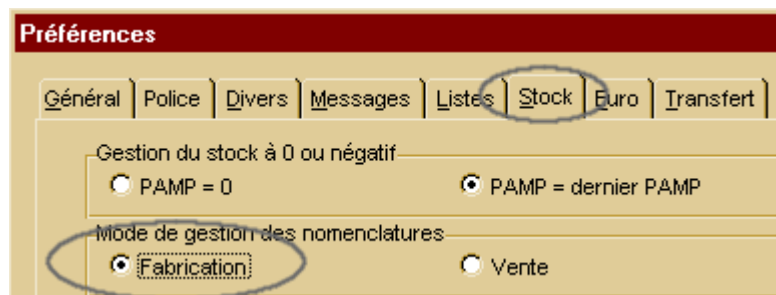 Préférences
Général Police Divers Messages Listes Stock Euro Transfert
Gestion du stock à 0 ou négatif
PAMP = 0 PAMP = dernier PAMP
Mode de gestion des nomenclatures
Fabrication Vente